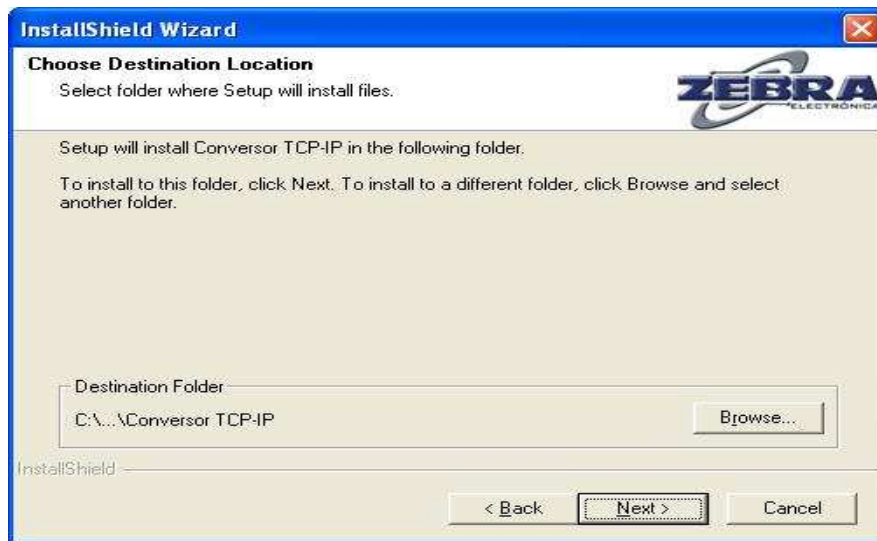 InstallShield Wizard
Choose Destination Location
Select folder where Setup will install files.
ZEBRA
ELECTRÓNICA
Setup will install Conversor TCP-IP in the following folder.
To install to this folder, click Next. To install to a different folder, click Browse and select
another folder.
Destination Folder
C:\...\Conversor TCP-IP
Browse...
InstallShield
< Back
Next >
Cancel